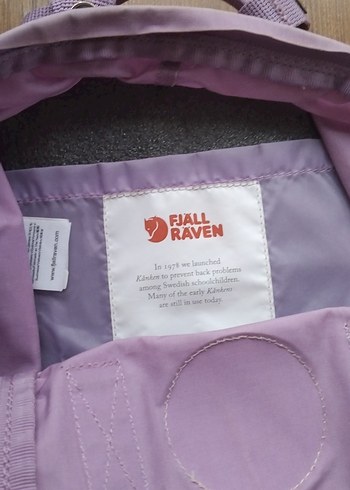 FJÄLL
RÄVEN
In 1978 we launched
Kånken to prevent back problems
among Swedish schoolchildren.
Many of the early Kånkens
are still in use today.
www.fjallraven.com